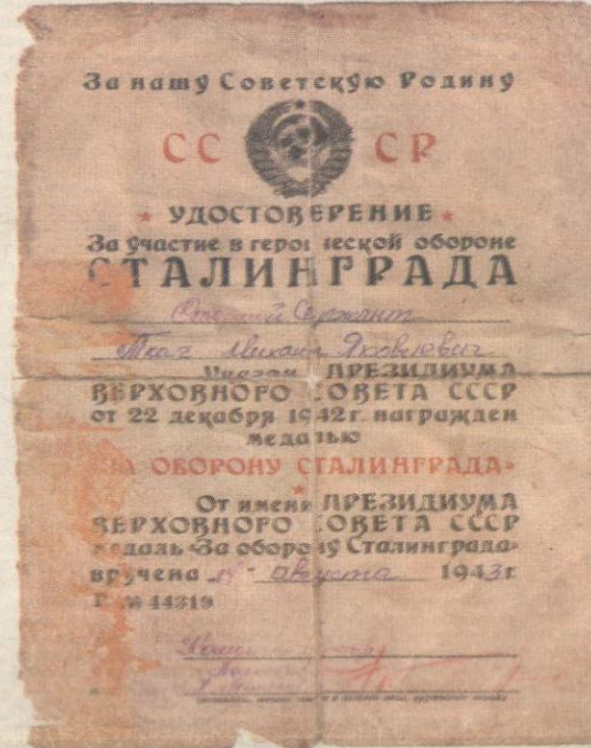 За нашу Советскую Родину
СССР
УДОСТОВЕРЕНИЕ
За участие в героической обороне
СТАЛИНГРАДА
Старший Сержант
Ткач Михаил Яковлевич
Указом ПРЕЗИДИУМА
ВЕРХОВНОГО СОВЕТА СССР
от 22 декабря 1942 г. награжден
медалью
«ЗА ОБОРОНУ СТАЛИНГРАДА»
От имени ПРЕЗИДИУМА
ВЕРХОВНОГО СОВЕТА СССР
медаль «За оборону Сталинграда»
вручена августа 1943 г.
№ 44319